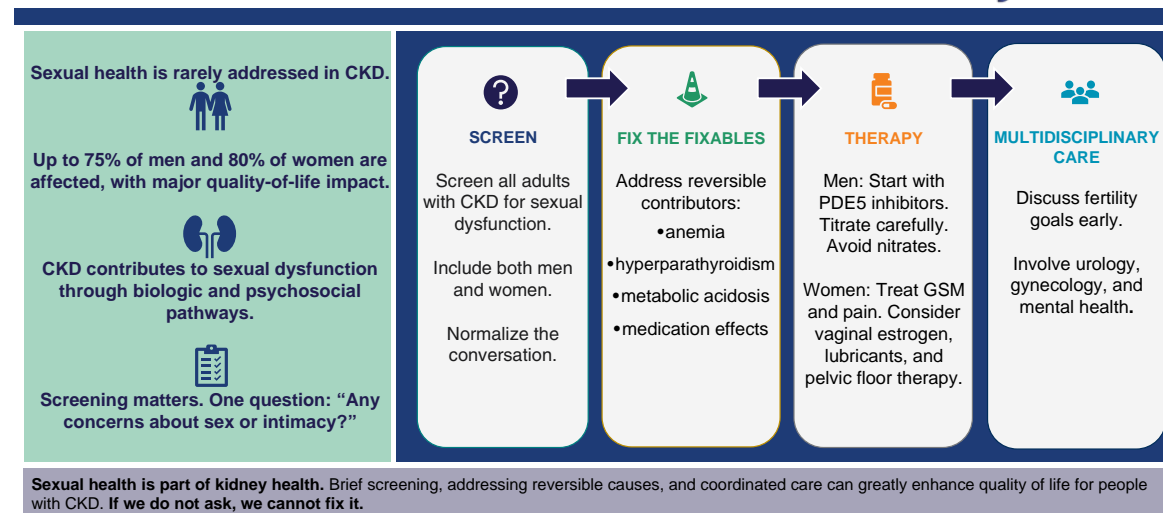 Sexual health is rarely addressed in CKD.
Up to 75% of men and 80% of women are
affected, with major quality-of-life impact.
CKD contributes to sexual dysfunction
through biologic and psychosocial
pathways.
Screening matters. One question: “Any
concerns about sex or intimacy?”
?
SCREEN
Screen all adults
with CKD for sexual
dysfunction.
Include both men
and women.
Normalize the
conversation.
FIX THE FIXABLES
Address reversible
contributors:
•anemia
•hyperparathyroidism
•metabolic acidosis
•medication effects
THERAPY
Men: Start with
PDE5 inhibitors.
Titrate carefully.
Avoid nitrates.
Women: Treat GSM
and pain. Consider
vaginal estrogen,
lubricants, and
pelvic floor therapy.
MULTIDISCIPLINARY
CARE
Discuss fertility
goals early.
Involve urology,
gynecology, and
mental health.
Sexual health is part of kidney health. Brief screening, addressing reversible causes, and coordinated care can greatly enhance quality of life for people
with CKD. If we do not ask, we cannot fix it.